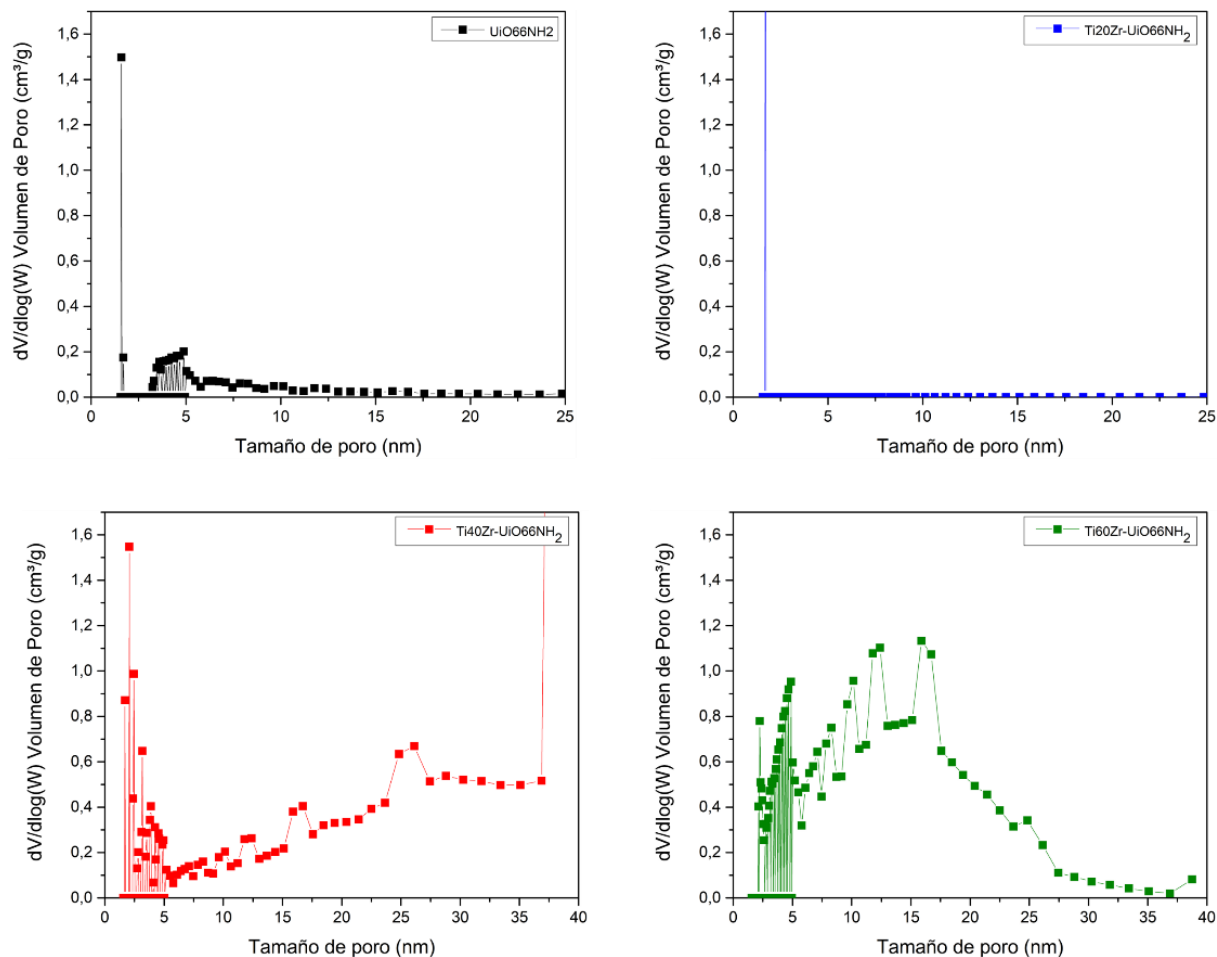 UiO66NH2
dV/dlog(W) Volumen de Poro (cm³/g)
1,6
1,4
1,2
1,0
0,8
0,6
0,4
0,2
0,0
0 5 10 15 20 25
Tamaño de poro (nm)
Ti20Zr-UiO66NH2
dV/dlog(W) Volumen de Poro (cm³/g)
1,6
1,4
1,2
1,0
0,8
0,6
0,4
0,2
0,0
0 5 10 15 20 25
Tamaño de poro (nm)
Ti40Zr-UiO66NH2
dV/dlog(W) Volumen de Poro (cm³/g)
1,6
1,4
1,2
1,0
0,8
0,6
0,4
0,2
0,0
0 5 10 15 20 25 30 35 40
Tamaño de poro (nm)
Ti60Zr-UiO66NH2
dV/dlog(W) Volumen de Poro (cm³/g)
1,6
1,4
1,2
1,0
0,8
0,6
0,4
0,2
0,0
0 5 10 15 20 25 30 35 40
Tamaño de poro (nm)